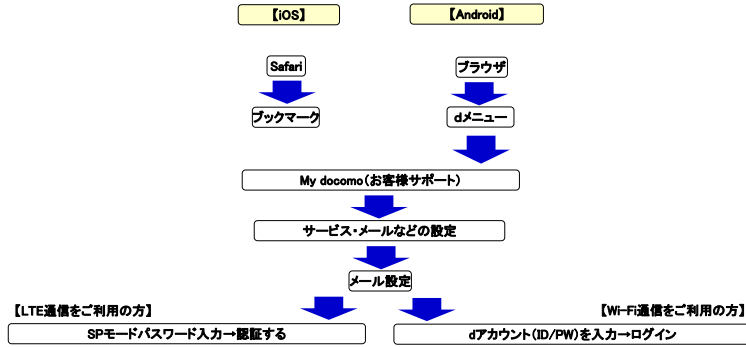 【iOS】
【Android】
Safari
ブラウザ
ブックマーク
dメニュー
My docomo(お客様サポート)
サービス・メールなどの設定
メール設定
【LTE通信をご利用の方】
【Wi-Fi通信をご利用の方】
SPモードパスワード入力→認証する
dアカウント(ID/PW)を入力→ログイン